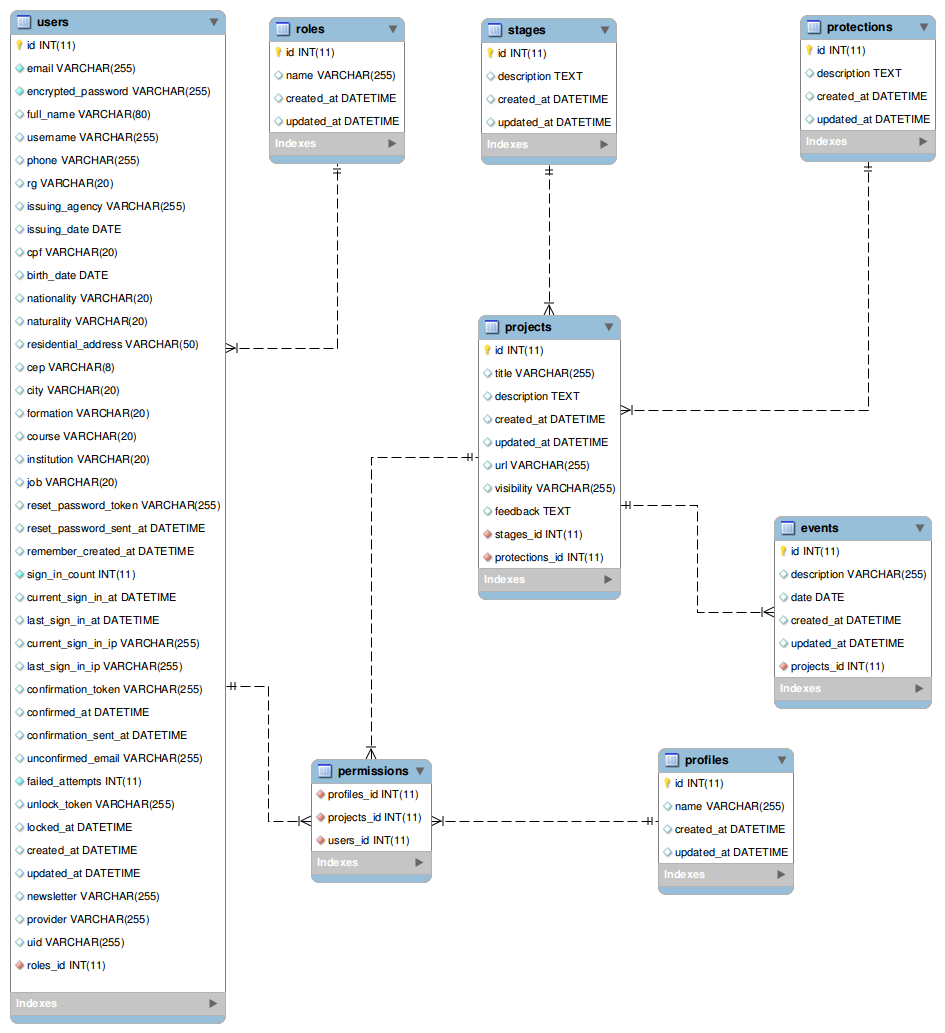 users
id INT(11)
email VARCHAR(255)
encrypted_password VARCHAR(255)
full_name VARCHAR(80)
username VARCHAR(255)
phone VARCHAR(255)
rg VARCHAR(20)
issuing_agency VARCHAR(255)
issuing_date DATE
cpf VARCHAR(20)
birth_date DATE
nationality VARCHAR(20)
naturality VARCHAR(20)
residential_address VARCHAR(50)
cep VARCHAR(8)
city VARCHAR(20)
formation VARCHAR(20)
course VARCHAR(20)
institution VARCHAR(20)
job VARCHAR(20)
reset_password_token VARCHAR(255)
reset_password_sent_at DATETIME
remember_created_at DATETIME
sign_in_count INT(11)
current_sign_in_at DATETIME
last_sign_in_at DATETIME
current_sign_in_ip VARCHAR(255)
last_sign_in_ip VARCHAR(255)
confirmation_token VARCHAR(255)
confirmed_at DATETIME
confirmation_sent_at DATETIME
unconfirmed_email VARCHAR(255)
failed_attempts INT(11)
unlock_token VARCHAR(255)
locked_at DATETIME
created_at DATETIME
updated_at DATETIME
newsletter VARCHAR(255)
provider VARCHAR(255)
uid VARCHAR(255)
roles_id INT(11)
Indexes
roles
id INT(11)
name VARCHAR(255)
created_at DATETIME
updated_at DATETIME
Indexes
stages
id INT(11)
description TEXT
created_at DATETIME
updated_at DATETIME
Indexes
protections
id INT(11)
description TEXT
created_at DATETIME
updated_at DATETIME
Indexes
projects
id INT(11)
title VARCHAR(255)
description TEXT
created_at DATETIME
updated_at DATETIME
url VARCHAR(255)
visibility VARCHAR(255)
feedback TEXT
stages_id INT(11)
protections_id INT(11)
Indexes
events
id INT(11)
description VARCHAR(255)
date DATE
created_at DATETIME
updated_at DATETIME
projects_id INT(11)
Indexes
permissions
profiles_id INT(11)
projects_id INT(11)
users_id INT(11)
Indexes
profiles
id INT(11)
name VARCHAR(255)
created_at DATETIME
updated_at DATETIME
Indexes